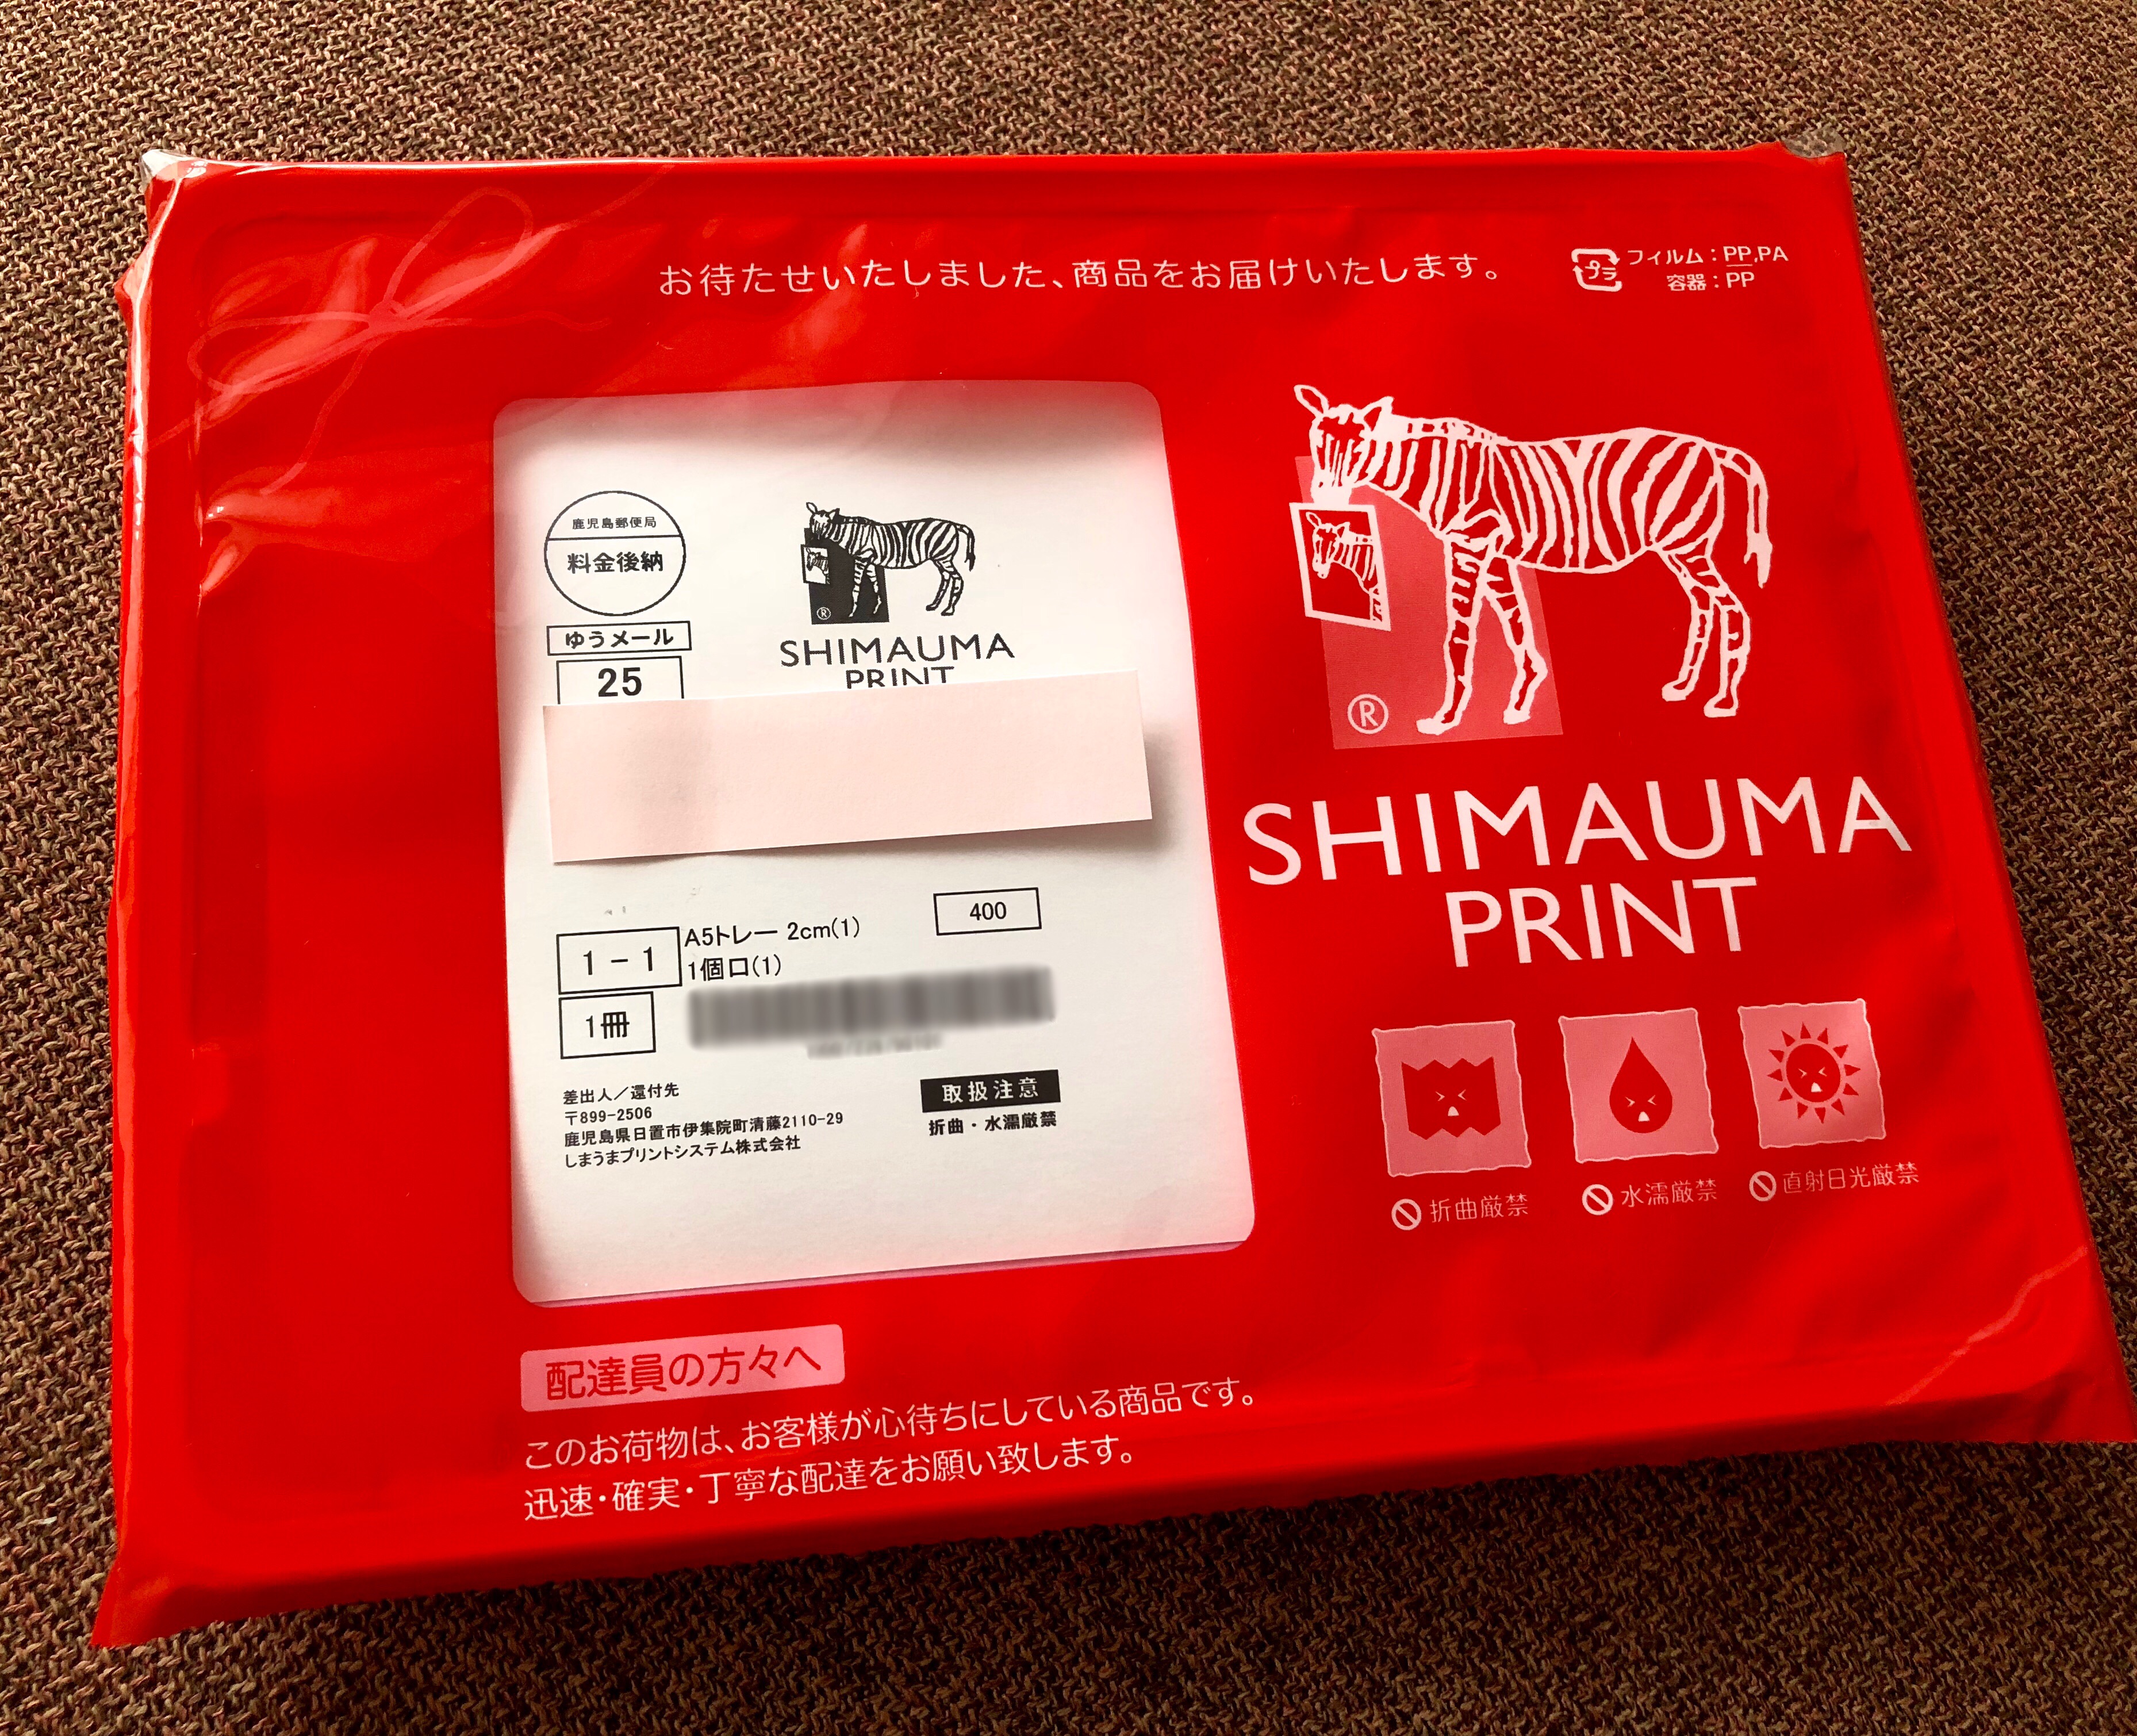 お待たせいたしました、商品をお届けいたします。
プラ
フィルム：PP,PA
容器：PP
鹿児島郵便局
料金後納
ゆうメール
25
®
SHIMAUMA
PRINT
1-1
A5トレー 2cm(1)
1個口(1)
400
1冊
差出人／還付先
〒899-2506
鹿児島県日置市伊集院町清藤2110-29
しまうまプリントシステム株式会社
取扱注意
折曲・水濡厳禁
®
SHIMAUMA
PRINT
折曲厳禁
水濡厳禁
直射日光厳禁
配達員の方々へ
このお荷物は、お客様が心待ちにしている商品です。
迅速・確実・丁寧な配達をお願い致します。